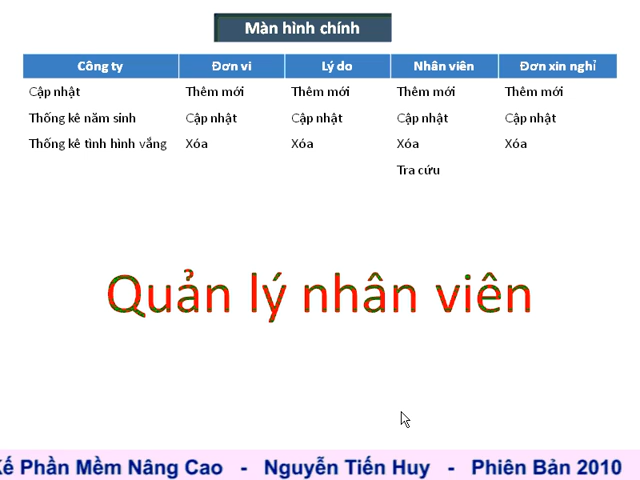 Màn hình chính
Công ty Đơn vi Lý do Nhân viên Đơn xin nghỉ
Cập nhật Thêm mới Thêm mới Thêm mới Thêm mới
Thống kê năm sinh Cập nhật Cập nhật Cập nhật Cập nhật
Thống kê tình hình vắng Xóa Xóa Xóa Xóa
Tra cứu
Quản lý nhân viên
Kế Phần Mềm Nâng Cao - Nguyễn Tiến Huy - Phiên Bản 2010